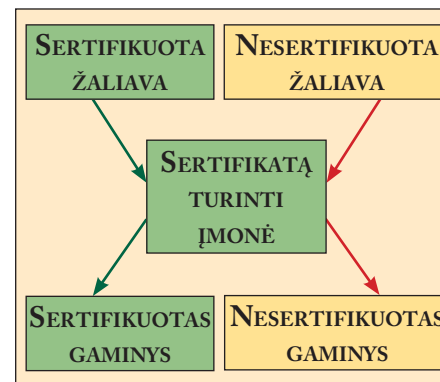 SERTIFIKUOTA
ŽALIAVA
NESERTIFIKUOTA
ŽALIAVA
SERTIFIKATĄ
TURINTI
ĮMONĖ
SERTIFIKUOTAS
GAMINYS
NESERTIFIKUOTAS
GAMINYS